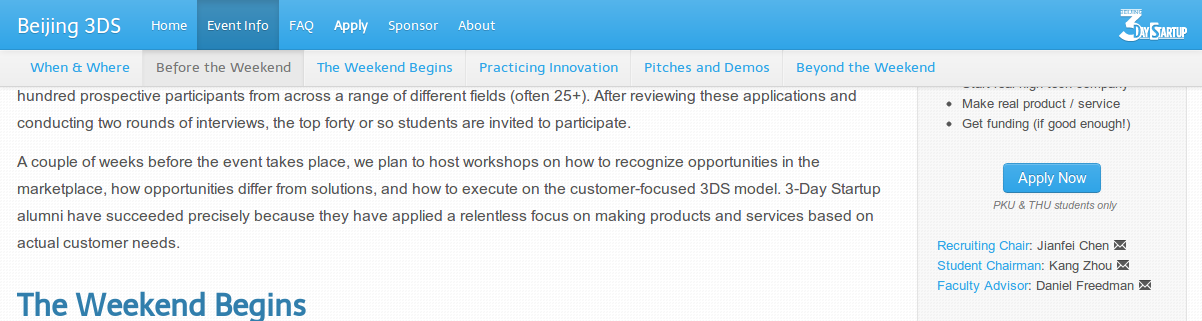 Beijing 3DS
Home
Event Info
FAQ
Apply
Sponsor
About
3 DAY STARTUP
When & Where
Before the Weekend
The Weekend Begins
Practicing Innovation
Pitches and Demos
Beyond the Weekend
hundred prospective participants from across a range of different fields (often 25+). After reviewing these applications and
conducting two rounds of interviews, the top forty or so students are invited to participate.
A couple of weeks before the event takes place, we plan to host workshops on how to recognize opportunities in the
marketplace, how opportunities differ from solutions, and how to execute on the customer-focused 3DS model. 3-Day Startup
alumni have succeeded precisely because they have applied a relentless focus on making products and services based on
actual customer needs.
The Weekend Begins
Start real high-tech company
Make real product / service
Get funding (if good enough!)
Apply Now
PKU & THU students only
Recruiting Chair: Jianfei Chen
Student Chairman: Kang Zhou
Faculty Advisor: Daniel Freedman